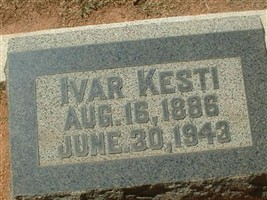 IVAR KESTI
AUG. 16, 1886
JUNE. 30, 1943